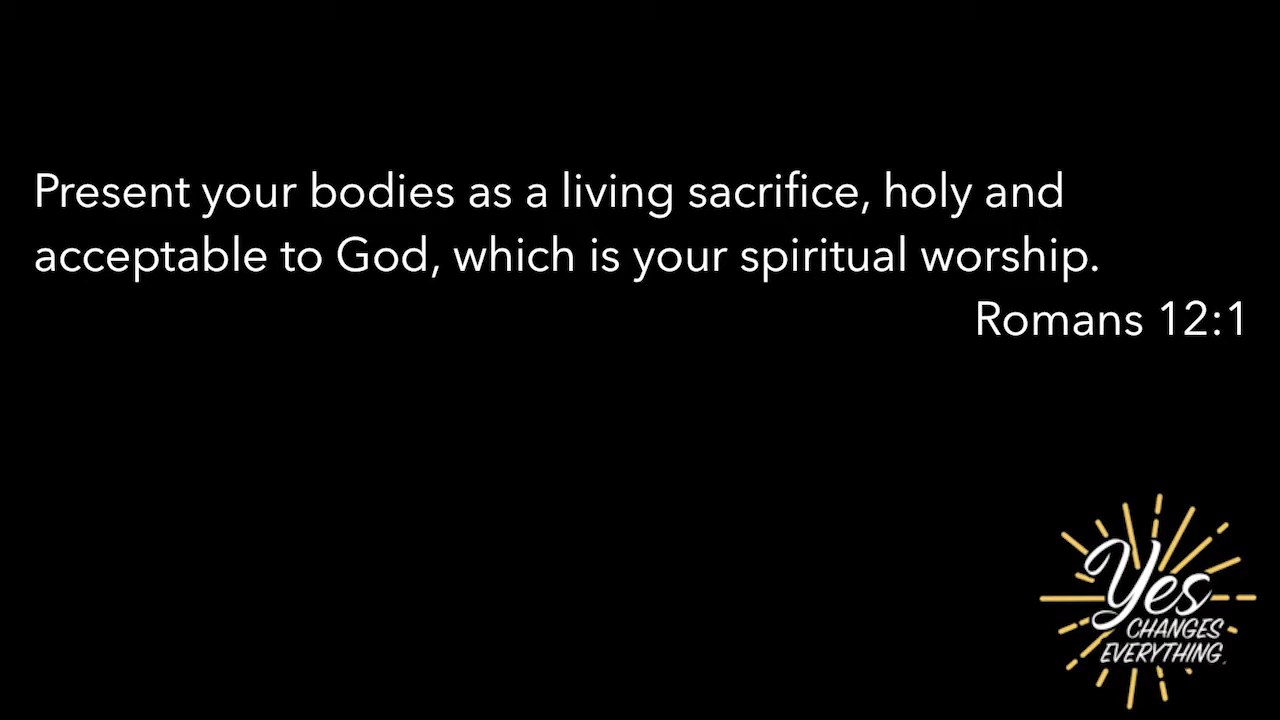 Present your bodies as a living sacrifice, holy and
acceptable to God, which is your spiritual worship.
Romans 12:1
Yes
CHANGES
EVERYTHING.